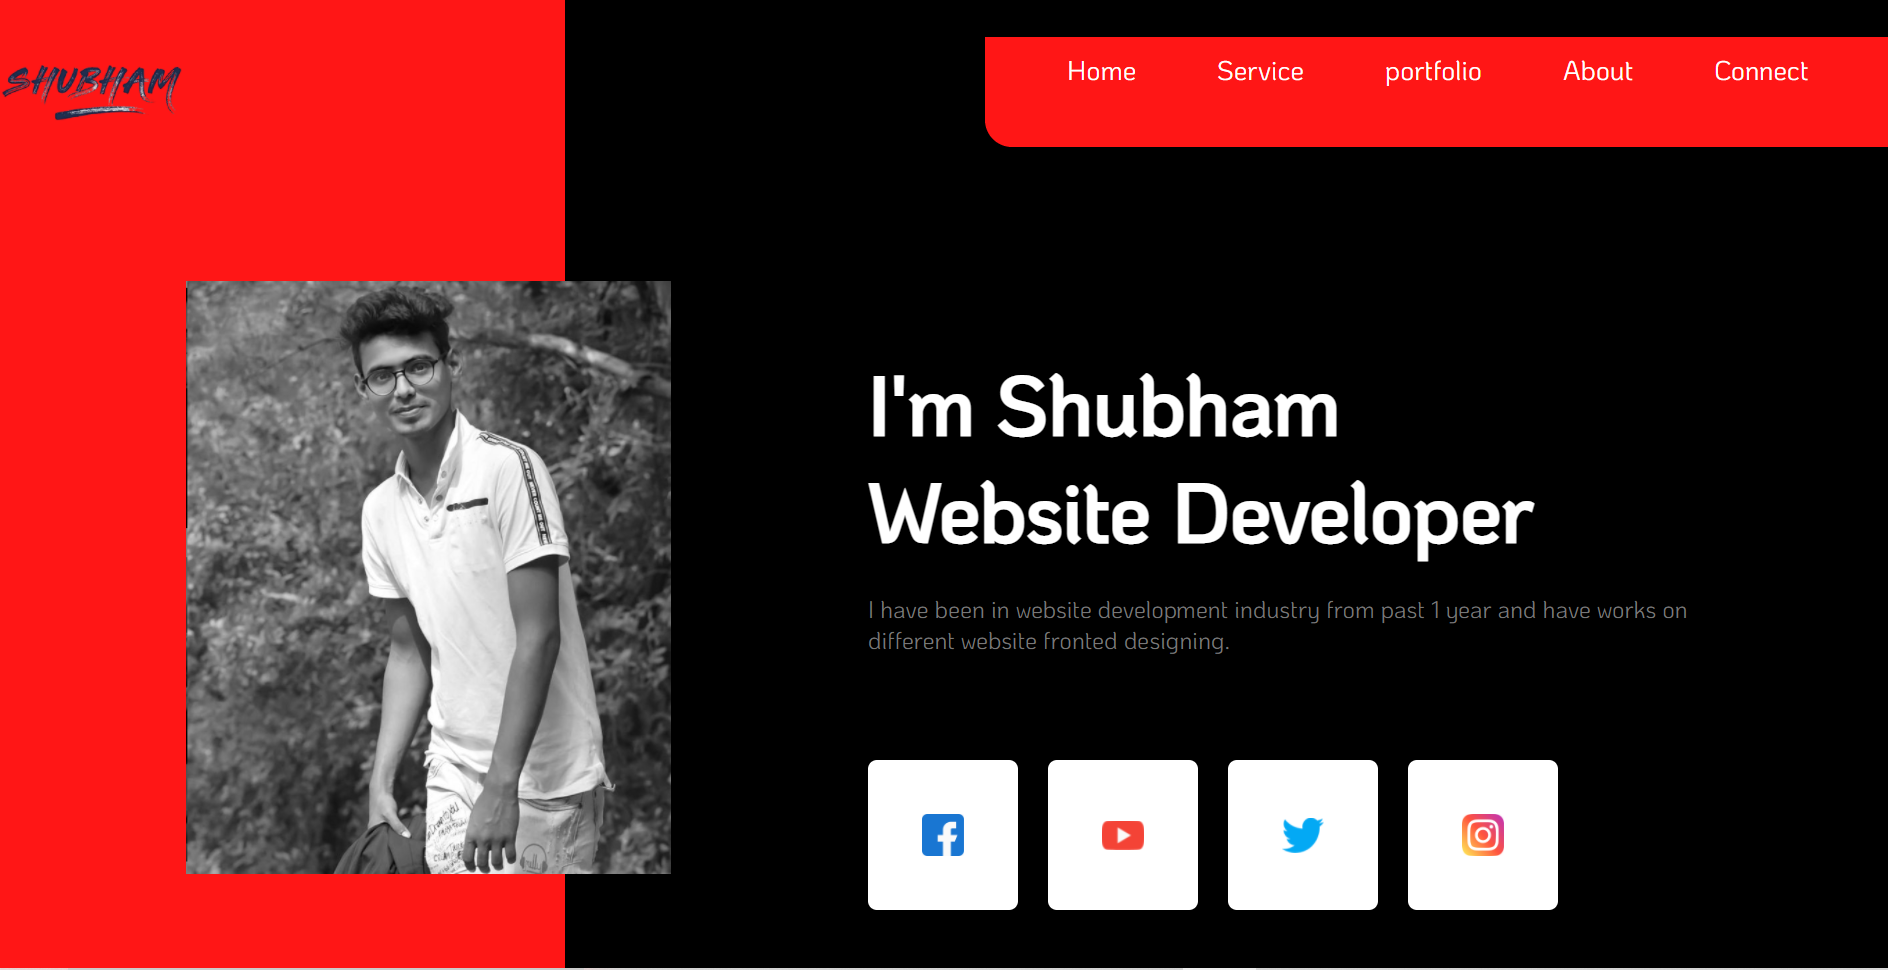 SHUBHAM
Home Service portfolio About Connect
I'm Shubham
Website Developer
I have been in website development industry from past 1 year and have works on
different website fronted designing.